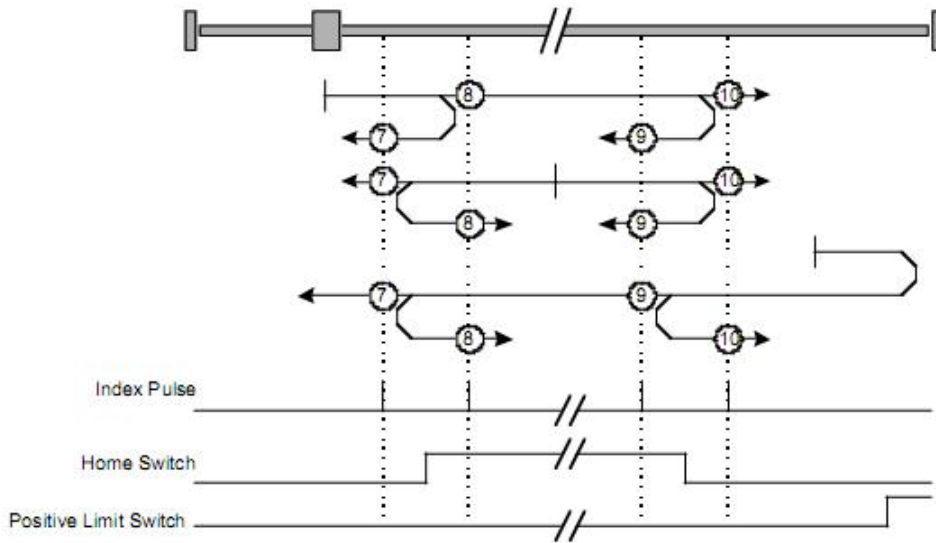 8 10
7 9
7 10
8 9
7 9
8 10
Index Pulse
Home Switch
Positive Limit Switch